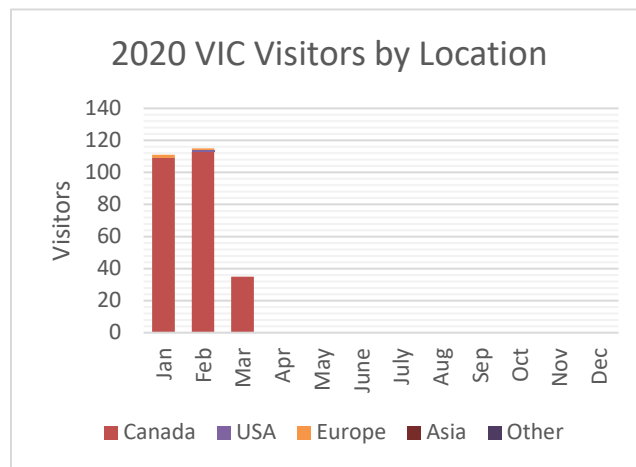 2020 VIC Visitors by Location
140
120
100
80
60
40
20
0
Visitors
Jan Feb Mar Apr May June July Aug Sep Oct Nov Dec
Canada USA Europe Asia Other